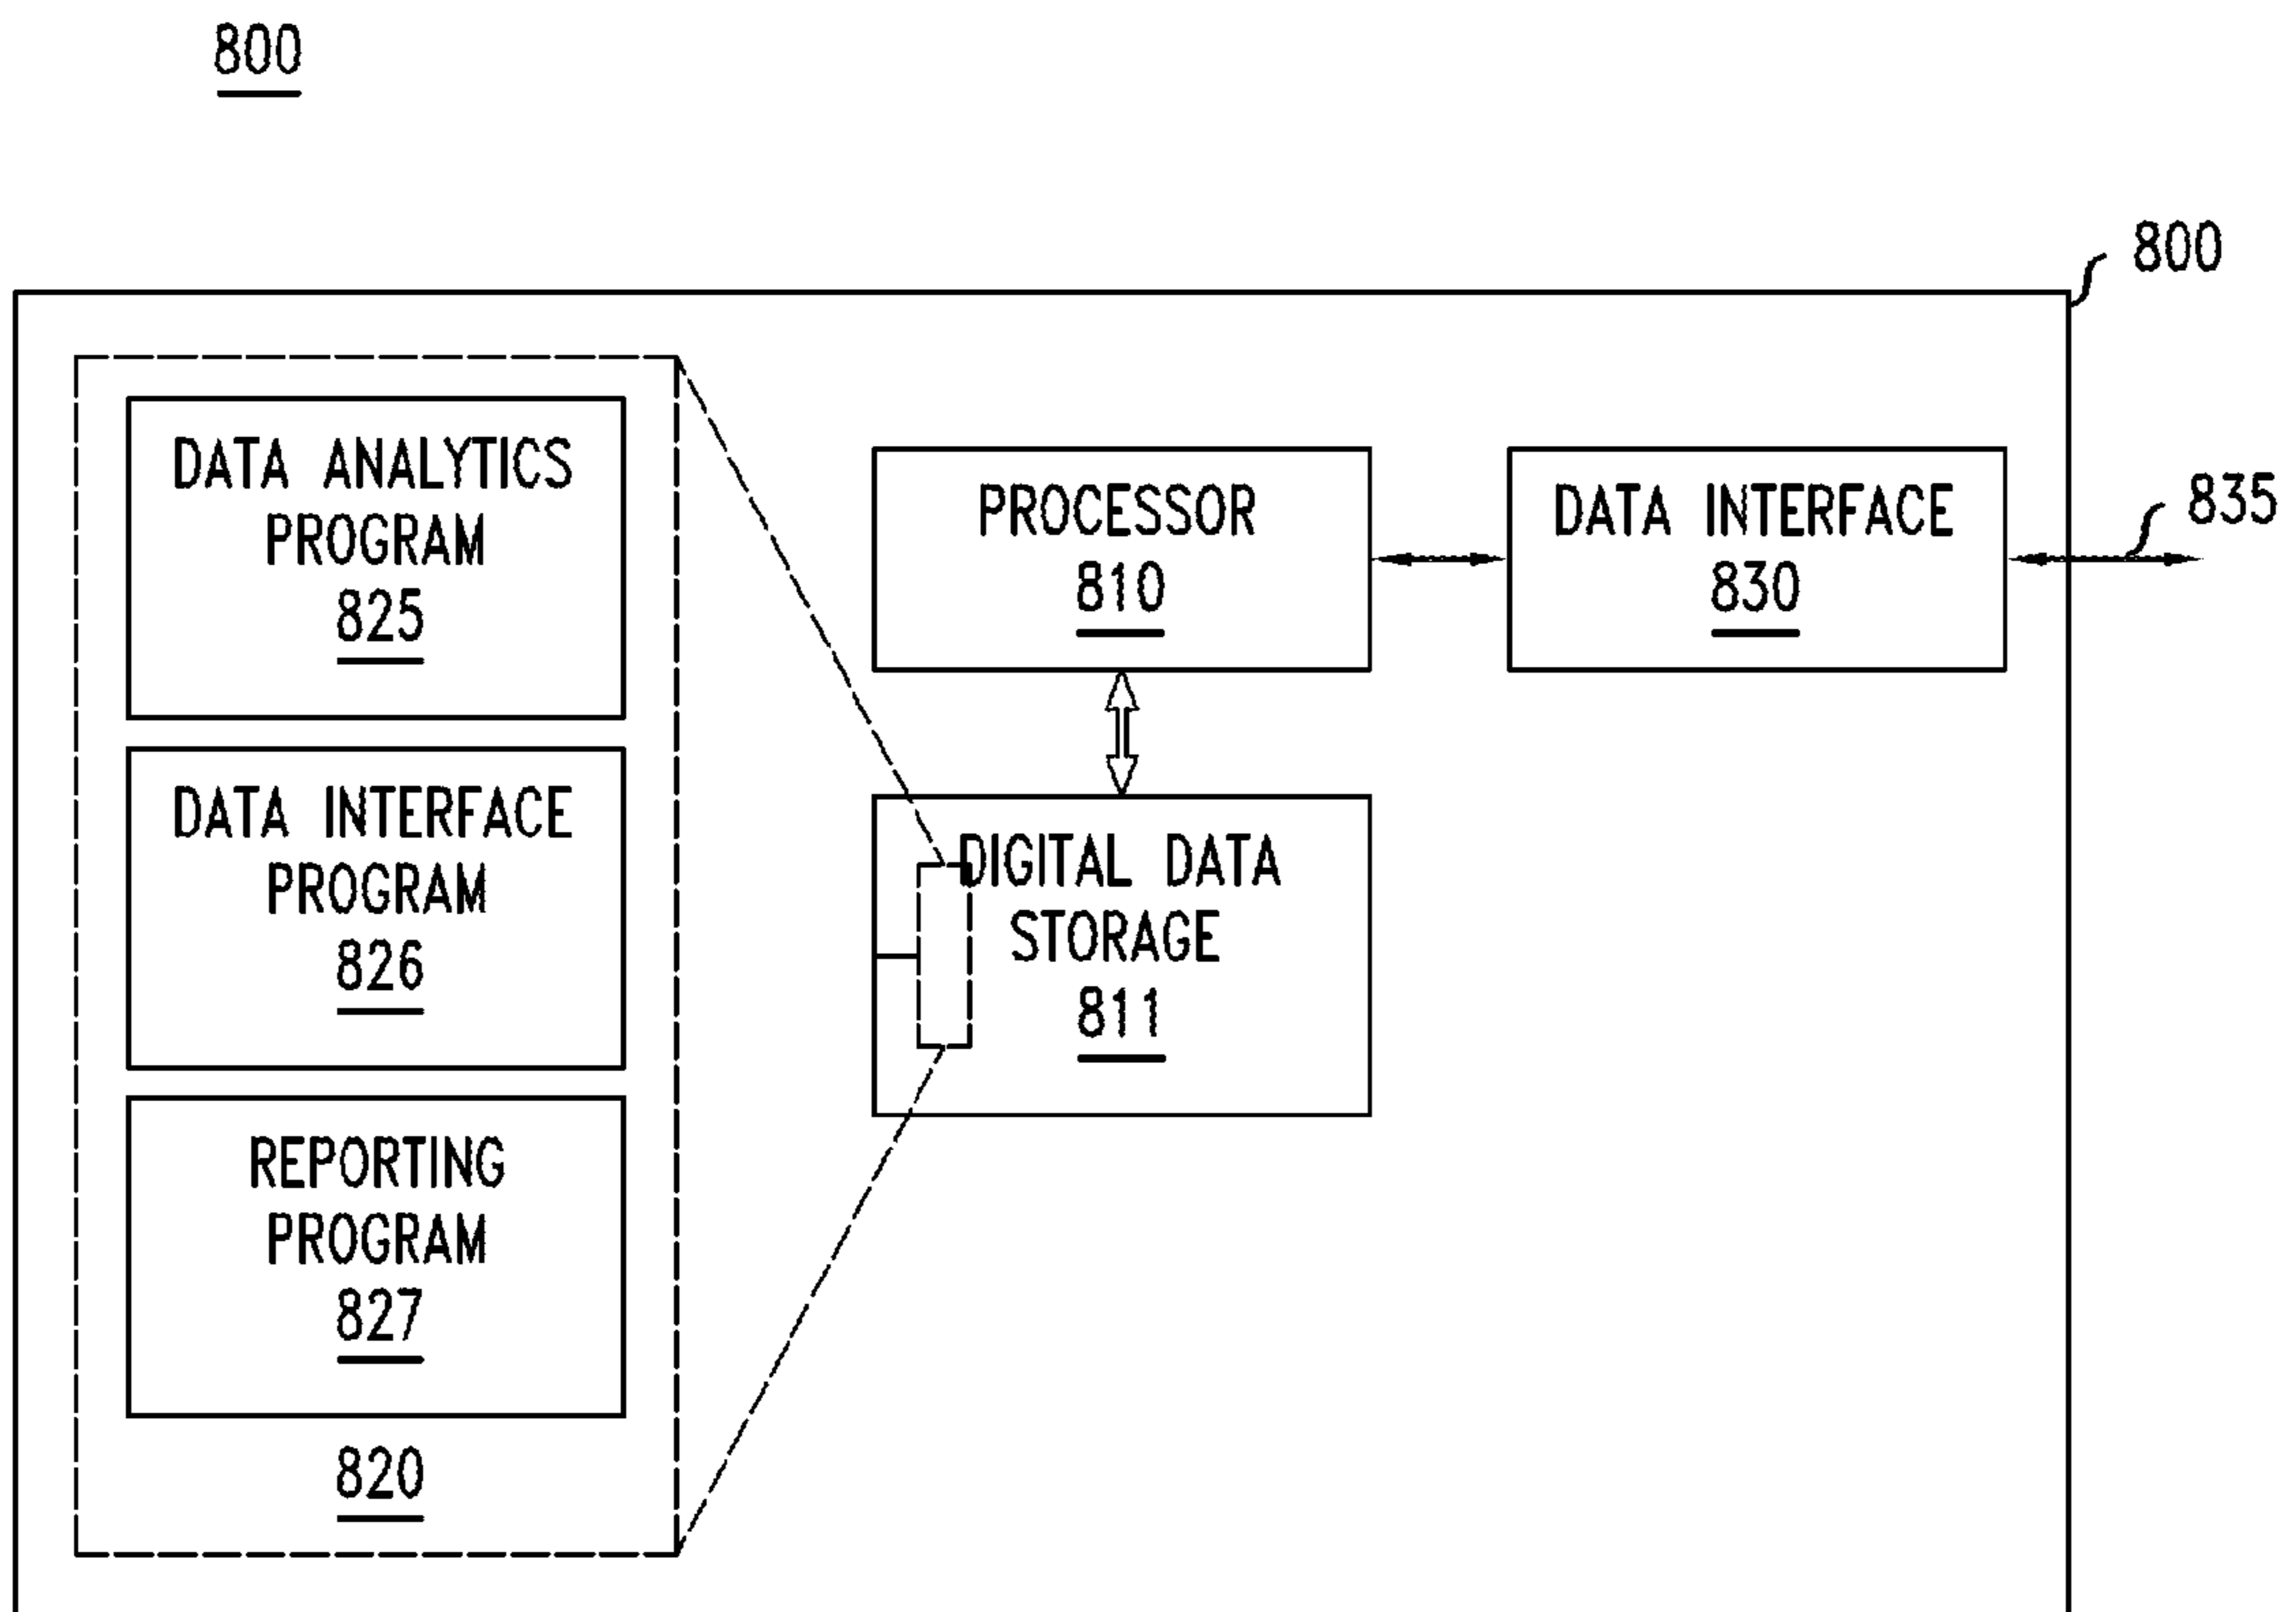 800
800
DATA ANALYTICS
PROGRAM
825
PROCESSOR
810
DATA INTERFACE
830
835
DATA INTERFACE
PROGRAM
826
DIGITAL DATA
STORAGE
811
REPORTING
PROGRAM
827
820